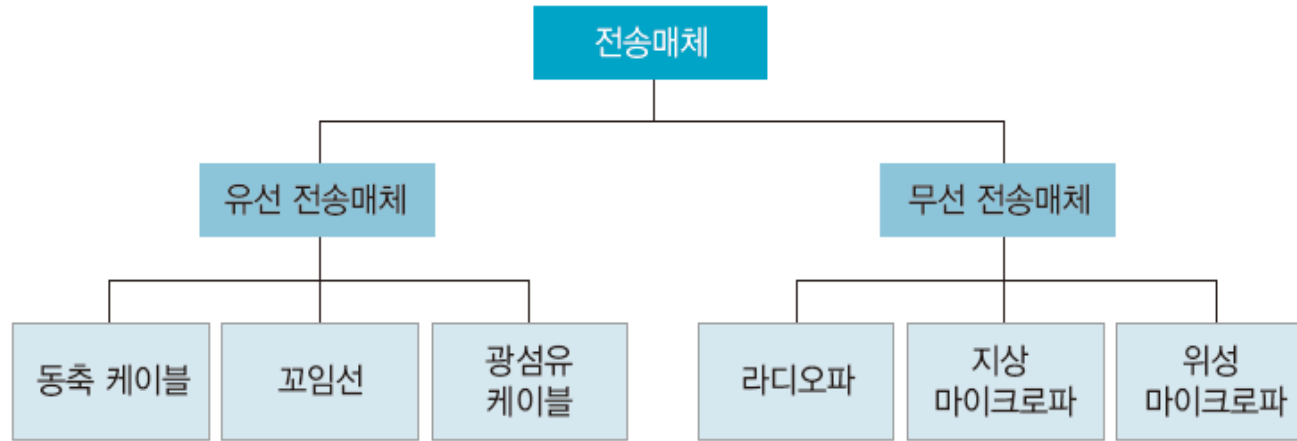 전송매체
유선 전송매체
무선 전송매체
동축 케이블
꼬임선
광섬유
케이블
라디오파
지상
마이크로파
위성
마이크로파